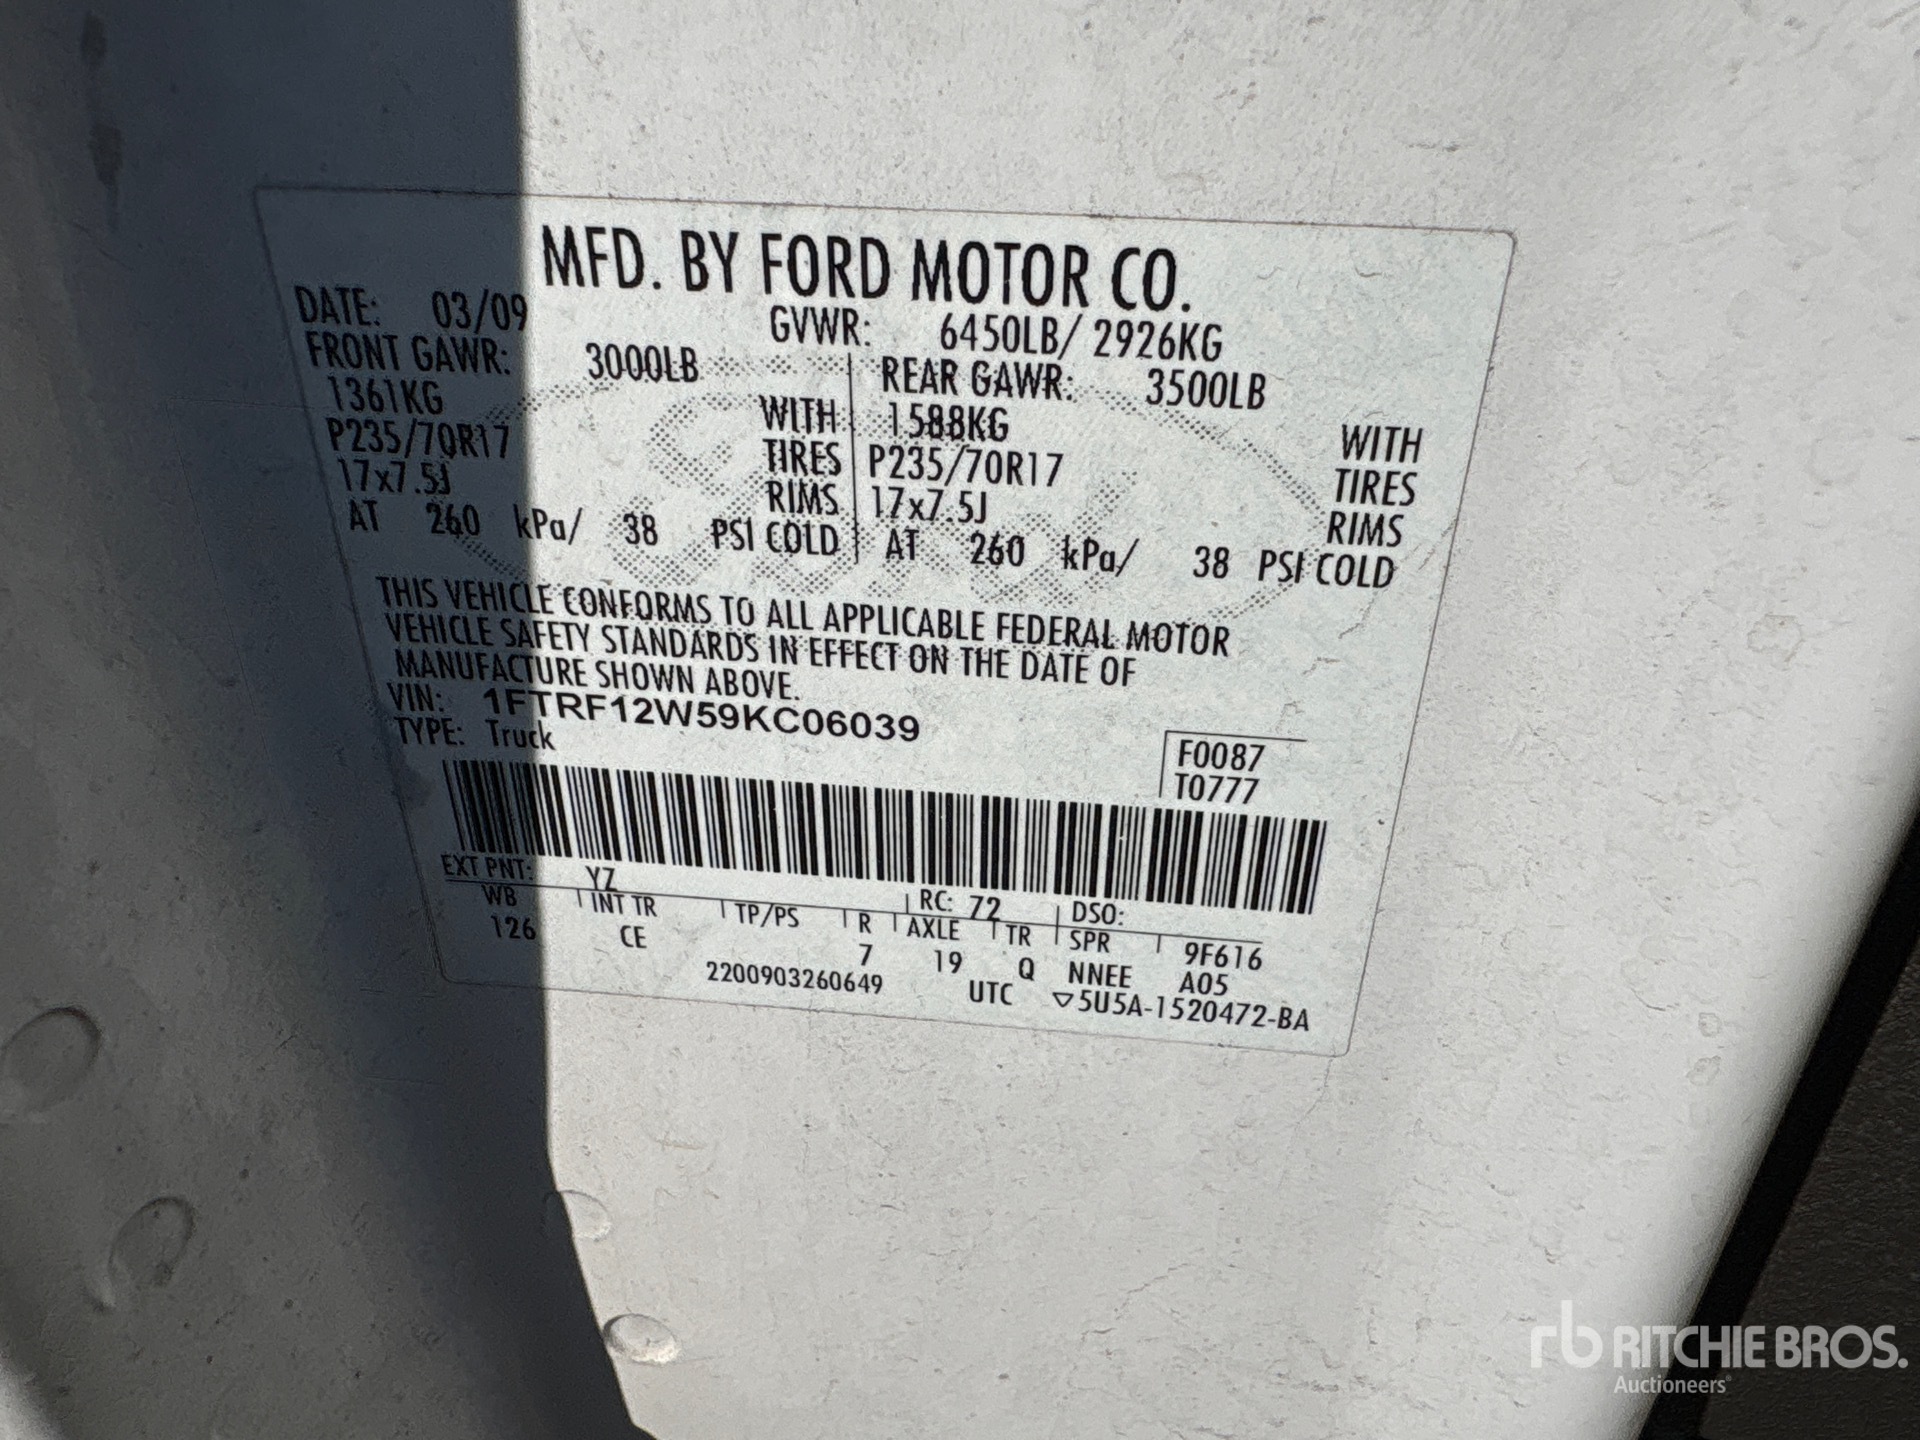 MFD. BY FORD MOTOR CO.
DATE: 03/09 GVWR: 6450LB/ 2926KG
FRONT GAWR: 3000LB REAR GAWR: 3500LB
1361KG WITH 1588KG WITH
P235/70R17 TIRES P235/70R17 TIRES
17x7.5J RIMS 17x7.5J RIMS
AT 260 kPa/ 38 PSI COLD AT 260 kPa/ 38 PSI COLD
THIS VEHICLE CONFORMS TO ALL APPLICABLE FEDERAL MOTOR
VEHICLE SAFETY STANDARDS IN EFFECT ON THE DATE OF
MANUFACTURE SHOWN ABOVE.
VIN: 1FTRF12W59KC06039
TYPE: Truck
F0087
T0777
EXT PNT: YZ RC: 72 DSO:
WB INT TR TP/PS R AXLE TR SPR 9F616
126 CE 7 19 Q NNEE A05
2200903260649 UTC ▽5U5A-1520472-BA
rb RITCHIE BROS.
Auctioneers